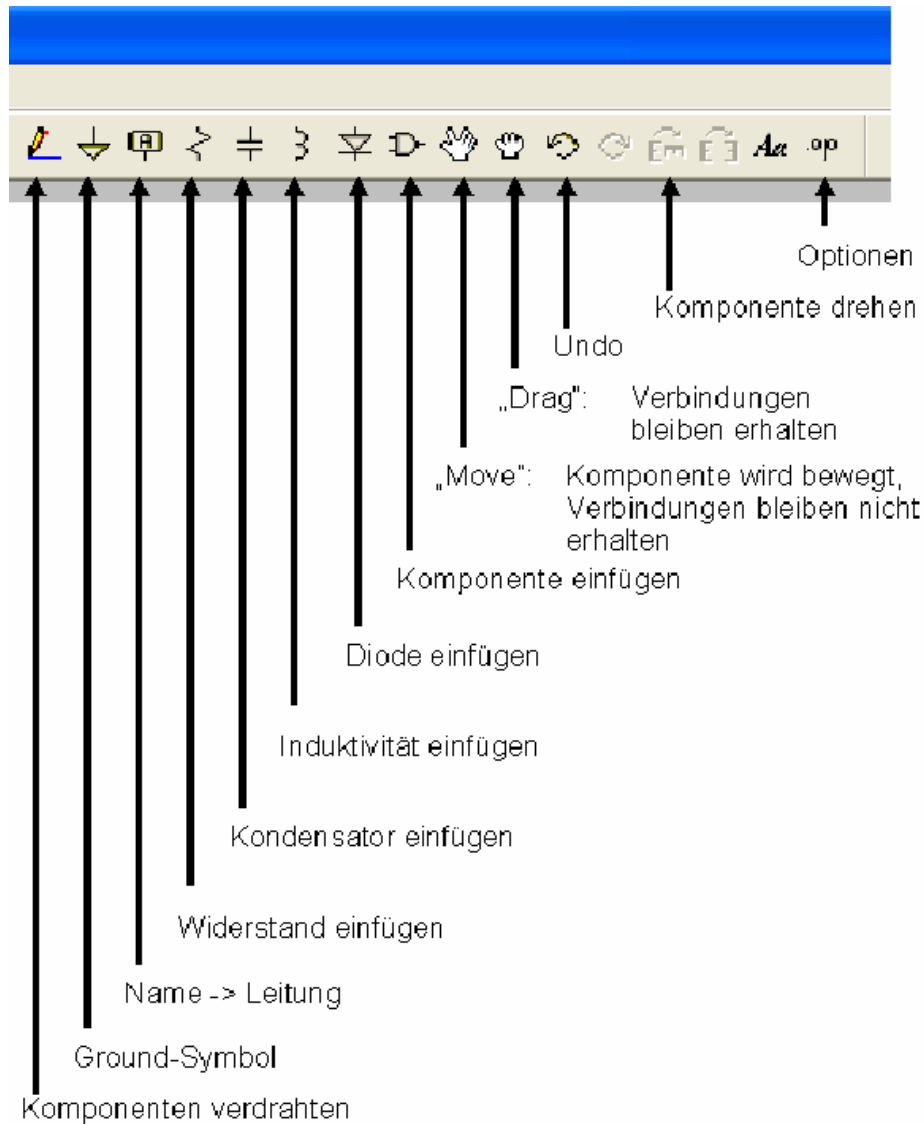 A
Aa
.op
Optionen
Komponente drehen
Undo
„Drag": Verbindungen
bleiben erhalten
„Move": Komponente wird bewegt,
Verbindungen bleiben nicht
erhalten
Komponente einfügen
Diode einfügen
Induktivität einfügen
Kondensator einfügen
Widerstand einfügen
Name -> Leitung
Ground-Symbol
Komponenten verdrahten